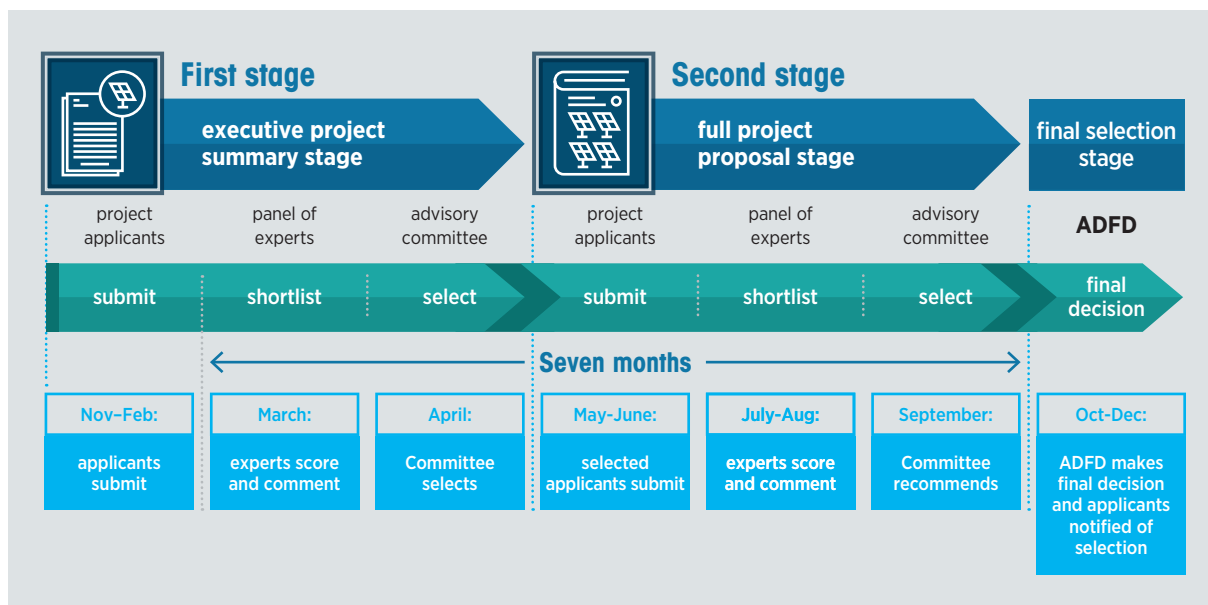 First stage
executive project
summary stage
Second stage
full project
proposal stage
final selection
stage
project
applicants
panel of
experts
advisory
committee
project
applicants
panel of
experts
advisory
committee
ADFD
submit
shortlist
select
submit
shortlist
select
final
decision
Seven months
Nov–Feb:
applicants
submit
March:
experts score
and comment
April:
Committee
selects
May-June:
selected
applicants submit
July-Aug:
experts score
and comment
September:
Committee
recommends
Oct-Dec:
ADFD makes
final decision
and applicants
notified of
selection